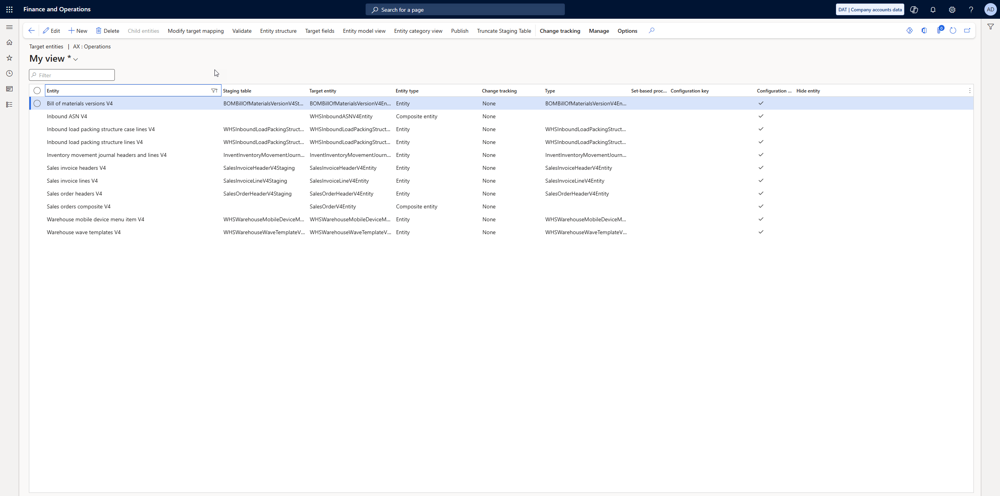 Finance and Operations
Search for a page
DAT | Company accounts data
AD
Edit New Delete Child entities Modify target mapping Validate Entity structure Target fields Entity model view Entity category view Publish Truncate Staging Table Change tracking Manage Options
0
Target entities | AX : Operations
My view *
Filter
Entity Staging table Target entity Entity type Change tracking Type Set-based proc... Configuration key Configuration ... Hide entity
Bill of materials versions V4 BOMBillOfMaterialsVersionV4St... BOMBillOfMaterialsVersionV4En... Entity None BOMBillOfMaterialsVersionV4En...
Inbound ASN V4 WHSInboundASNV4Entity Composite entity None
Inbound load packing structure case lines V4 WHSInboundLoadPackingStruct... WHSInboundLoadPackingStruct... Entity None WHSInboundLoadPackingStruct...
Inbound load packing structure lines V4 WHSInboundLoadPackingStruct... WHSInboundLoadPackingStruct... Entity None WHSInboundLoadPackingStruct...
Inventory movement journal headers and lines V4 InventInventoryMovementJourn... InventInventoryMovementJourn... Entity None InventInventoryMovementJourn...
Sales invoice headers V4 SalesInvoiceHeaderV4Staging SalesInvoiceHeaderV4Entity Entity None SalesInvoiceHeaderV4Entity
Sales invoice lines V4 SalesInvoiceLineV4Staging SalesInvoiceLineV4Entity Entity None SalesInvoiceLineV4Entity
Sales order headers V4 SalesOrderHeaderV4Staging SalesOrderHeaderV4Entity Entity None SalesOrderHeaderV4Entity
Sales orders composite V4 SalesOrderV4Entity Composite entity None
Warehouse mobile device menu item V4 WHSWarehouseMobileDeviceM... WHSWarehouseMobileDeviceM... Entity None WHSWarehouseMobileDeviceM...
Warehouse wave templates V4 WHSWarehouseWaveTemplateV... WHSWarehouseWaveTemplateV... Entity None WHSWarehouseWaveTemplateV...